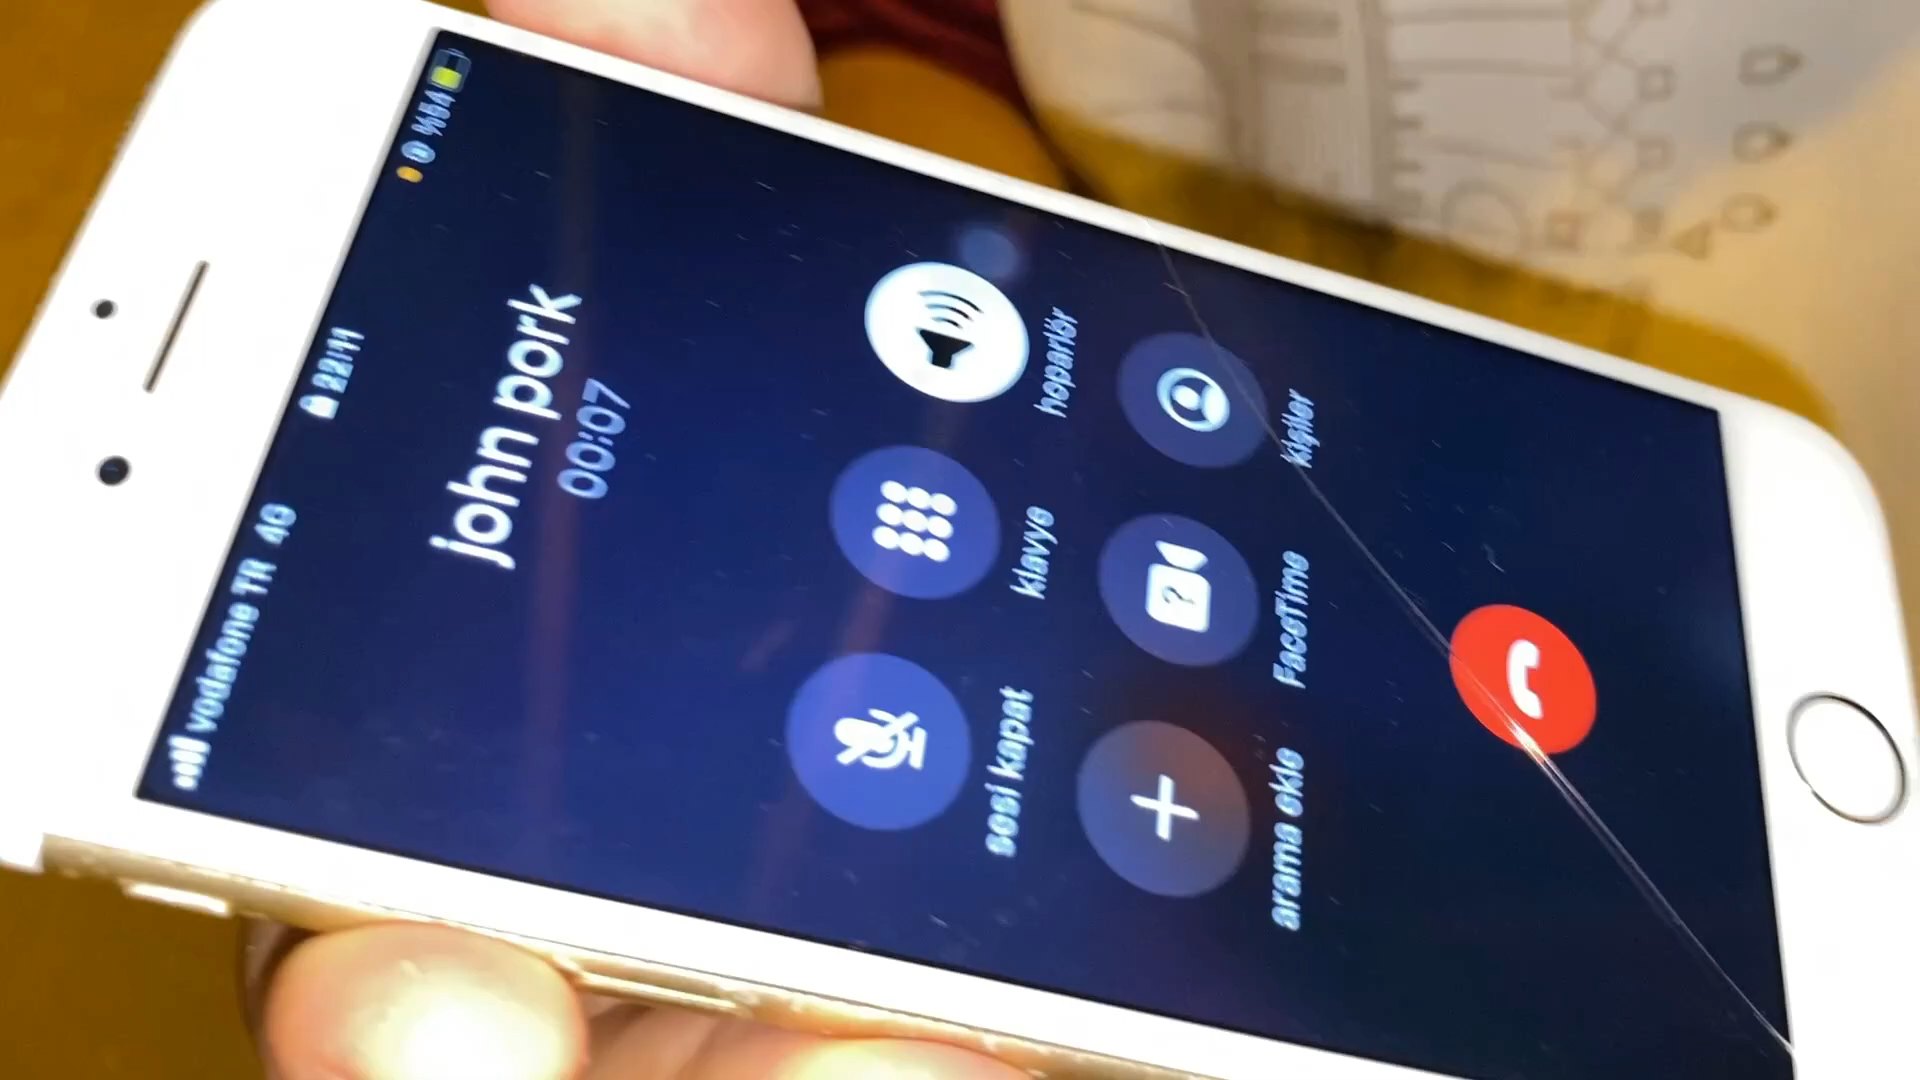 vodafone TR 4G 22:11 %54
john pork
00:07
sesi kapat klavye hoparlör
arama ekle FaceTime kişiler